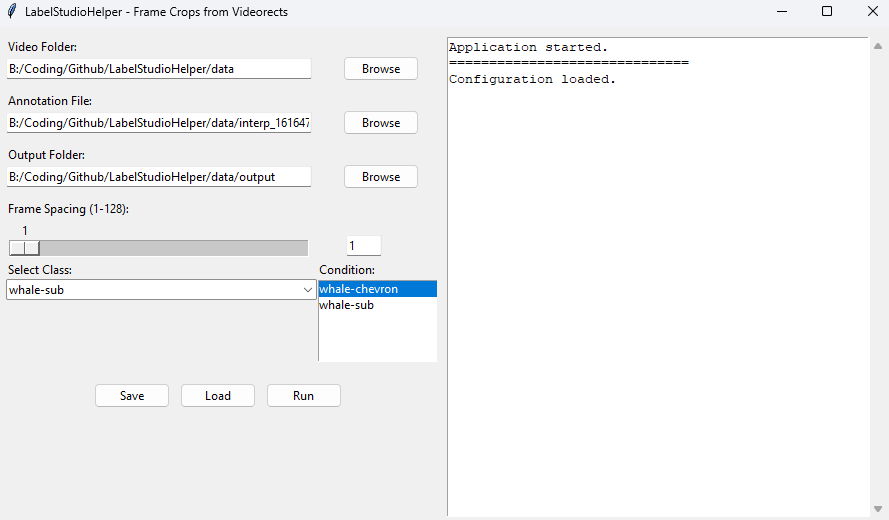 LabelStudioHelper - Frame Crops from Videorects
Video Folder:
B:/Coding/Github/LabelStudioHelper/data
Browse
Annotation File:
B:/Coding/Github/LabelStudioHelper/data/interp_161647
Browse
Output Folder:
B:/Coding/Github/LabelStudioHelper/data/output
Browse
Frame Spacing (1-128):
1
1
Select Class:
whale-sub
Condition:
whale-chevron
whale-sub
Save Load Run
Application started.
==============================
Configuration loaded.